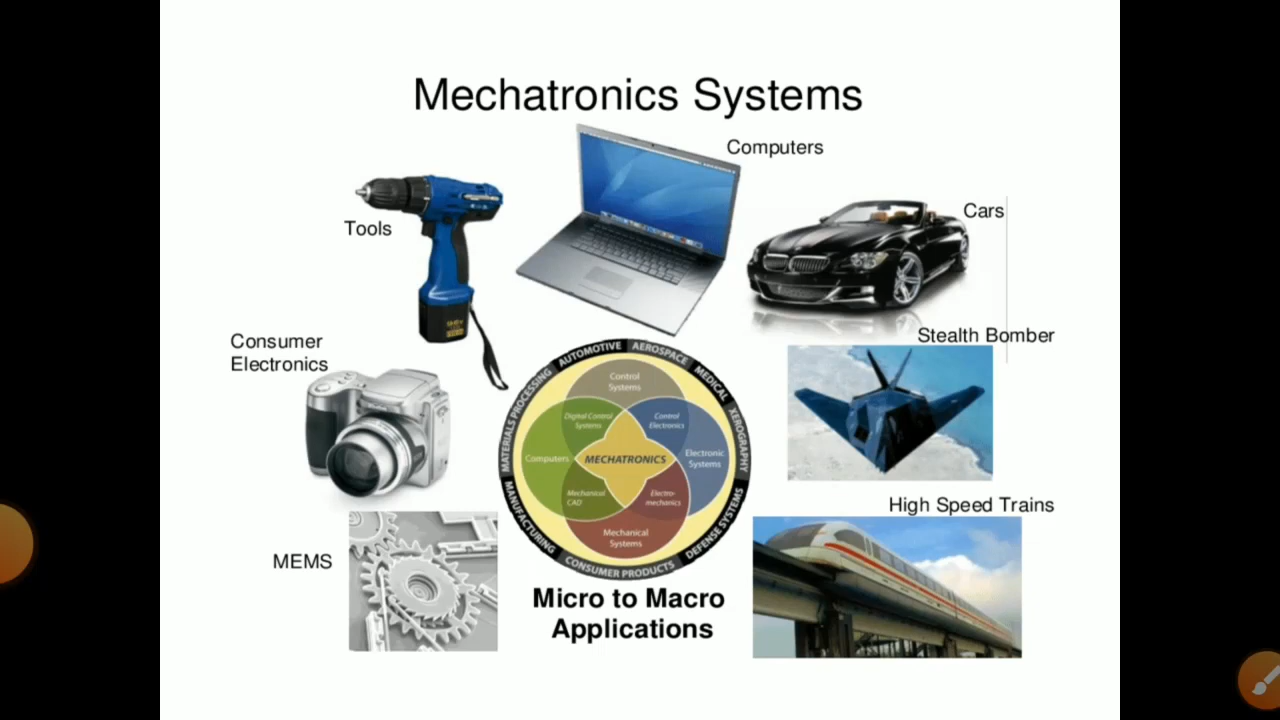 Mechatronics Systems
Computers
Tools
Cars
Stealth Bomber
Consumer
Electronics
AUTOMOTIVE
AEROSPACE
MEDICAL
XEROGRAPHY
DEFENSE SYSTEMS
CONSUMER PRODUCTS
MANUFACTURING
MATERIALS PROCESSING
Control
Systems
Digital Control
Systems
Control
Electronics
Computers
MECHATRONICS
Electronic
Systems
Mechanical
CAD
Electro-
mechanics
Mechanical
Systems
High Speed Trains
MEMS
Micro to Macro
Applications